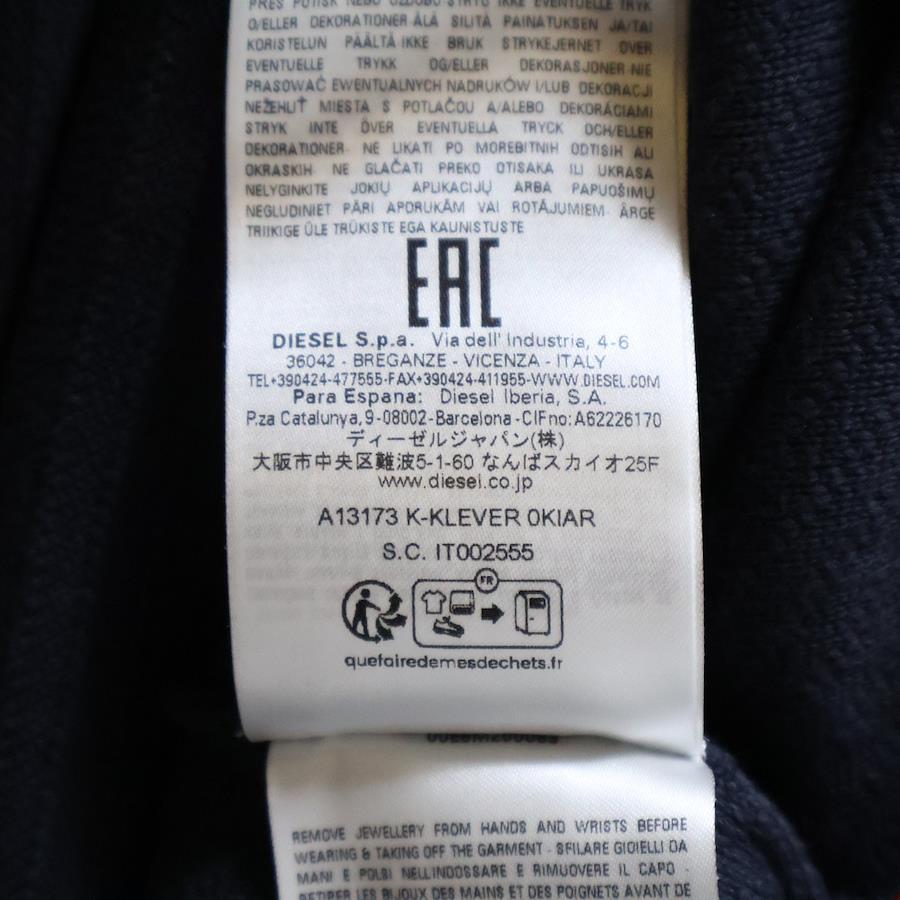 PRES POTISK NEBO OZDOBU STRYG IKKE EVENTUELLE TRYK
O/ELLER DEKORATIONER ÄLÄ SILITÄ PAINATUKSEN JA/TAI
KORISTELUN PÄÄLTÄ IKKE BRUK STRYKEJERNET OVER
EVENTUELLE TRYKK OG/ELLER DEKORASJONER NIE
PRASOWAĆ EWENTUALNYCH NADRUKÓW I/LUB DEKORACJI
NEŽEHLIŤ MIESTA S POTLAČOU A/ALEBO DEKORÁCIAMI
STRYK INTE ÖVER EVENTUELLA TRYCK OCH/ELLER
DEKORATIONER- NE LIKATI PO MOREBITNIH ODTISIH ALI
OKRASKIH- NE GLAČATI PREKO OTISAKA ILI UKRASA
NELYGINKITE JOKIŲ APLIKACIJŲ ARBA PAPUOŠIMŲ
NEGLUDINIET PĀRI APDRUKĀM VAI ROTĀJUMIEM- ÄRGE
TRIIKIGE ÜLE TRÜKISTE EGA KAUNISTUSTE
EAC
DIESEL S.p.a. Via dell' Industria, 4-6
36042 - BREGANZE - VICENZA - ITALY
TEL+390424-477555-FAX+390424-411955-WWW.DIESEL.COM
Para Espana: Diesel Iberia, S.A.
P.za Catalunya,9-08002-Barcelona-CIFno:A62226170
ディーゼルジャパン(株)
大阪市中央区難波5-1-60 なんばスカイオ25F
www.diesel.co.jp
A13173 K-KLEVER 0KIAR
S.C. IT002555
FR
quefairedemesdechets.fr
REMOVE JEWELLERY FROM HANDS AND WRISTS BEFORE
WEARING & TAKING OFF THE GARMENT - SFILARE GIOIELLI DA
MANI E POLSI NELL'INDOSSARE E RIMUOVERE IL CAPO -
RETIRER LES BIJOUX DES MAINS ET DES POIGNETS AVANT DE